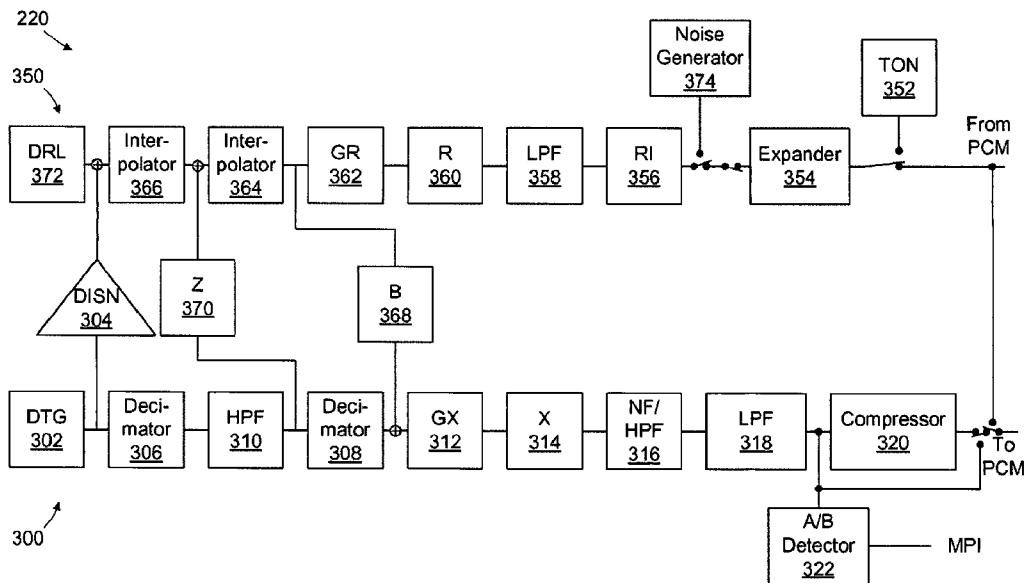 220
350
Noise
Generator
374
TON
352
From
PCM
DRL
372
Inter-
polator
366
Inter-
polator
364
GR
362
R
360
LPF
358
RI
356
Expander
354
DISN
304
Z
370
B
368
DTG
302
Deci-
mator
306
HPF
310
Deci-
mator
308
GX
312
X
314
NF/
HPF
316
LPF
318
Compressor
320
To
PCM
300
A/B
Detector
322
MPI